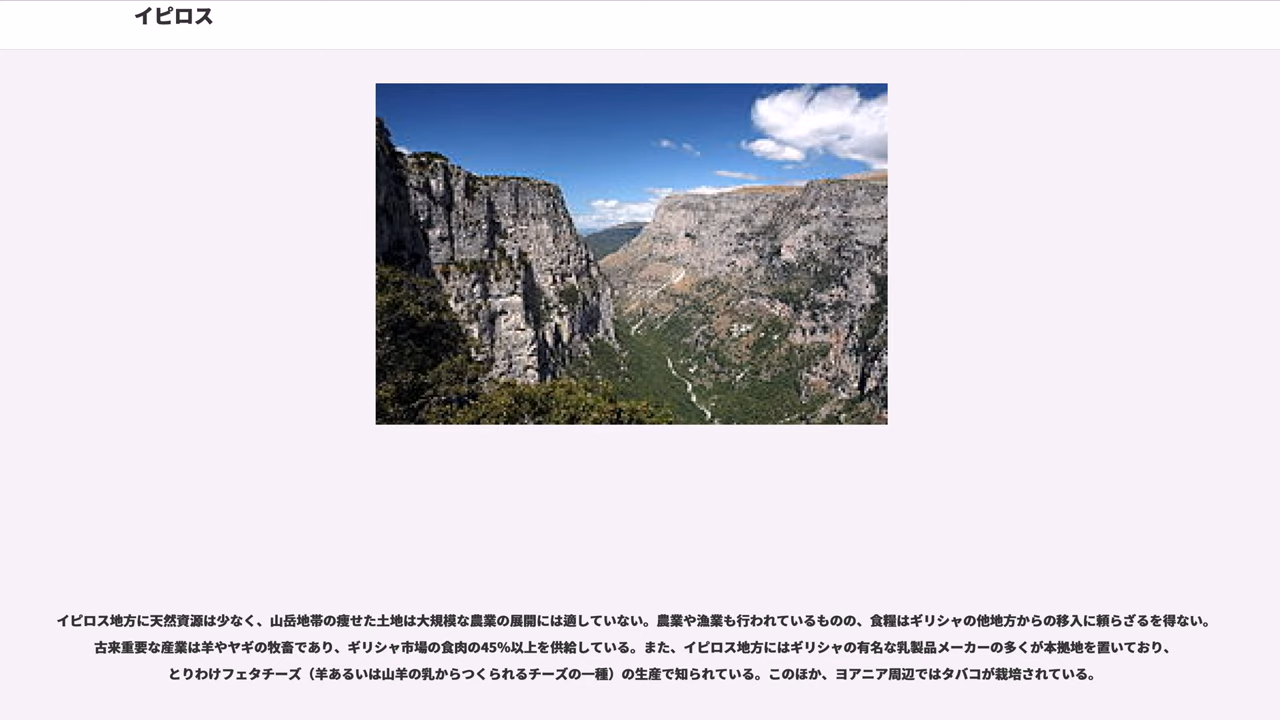 イピロス
イピロス地方に天然資源は少なく、山岳地帯の痩せた土地は大規模な農業の展開には適していない。農業や漁業も行われているものの、食糧はギリシャの他地方からの移入に頼らざるを得ない。
古来重要な産業は羊やヤギの牧畜であり、ギリシャ市場の食肉の45%以上を供給している。また、イピロス地方にはギリシャの有名な乳製品メーカーの多くが本拠地を置いており、
とりわけフェタチーズ（羊あるいは山羊の乳からつくられるチーズの一種）の生産で知られている。このほか、ヨアニア周辺ではタバコが栽培されている。